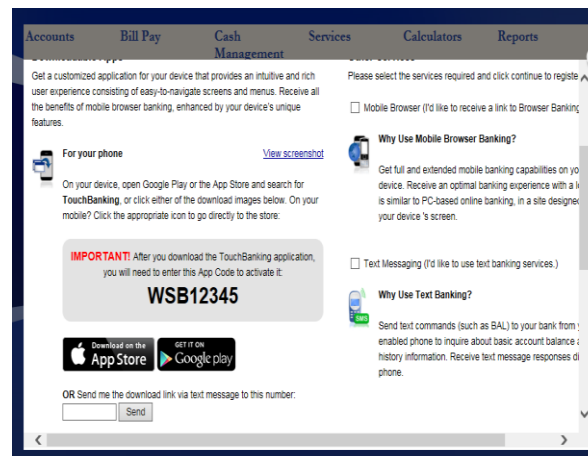 Accounts
Bill Pay
Cash Management
Services
Calculators
Reports
Downloadable Apps
Get a customized application for your device that provides an intuitive and rich
user experience consisting of easy-to-navigate screens and menus. Receive all
the benefits of mobile browser banking, enhanced by your device's unique
features.
For your phone
View screenshot
On your device, open Google Play or the App Store and search for
TouchBanking, or click either of the download images below. On your
mobile? Click the appropriate icon to go directly to the store:
IMPORTANT! After you download the TouchBanking application,
you will need to enter this App Code to activate it:
WSB12345
Download on the
App Store
GET IT ON
Google play
OR Send me the download link via text message to this number:
Send
Other Services
Please select the services required and click continue to registe
Mobile Browser (I'd like to receive a link to Browser Banking
Why Use Mobile Browser Banking?
Get full and extended mobile banking capabilities on yo
device. Receive an optimal banking experience with a
is similar to PC-based online banking, in a site designed
your device 's screen.
Text Messaging (I'd like to use text banking services.)
SMS
Why Use Text Banking?
Send text commands (such as BAL) to your bank from
enabled phone to inquire about basic account balance a
history information. Receive text message responses di
phone.